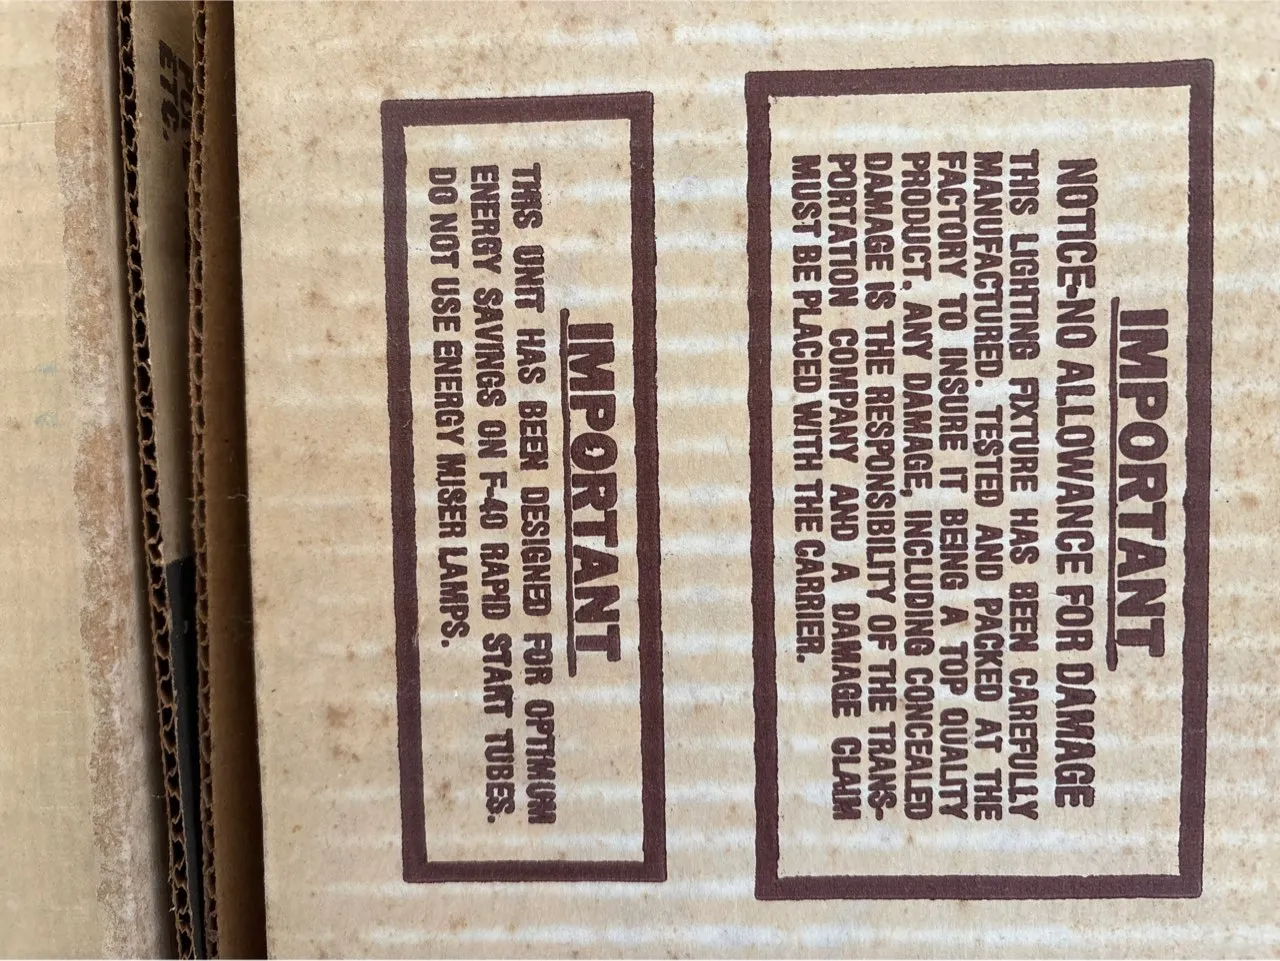 IMPORTANT
NOTICE-NO ALLOWANCE FOR DAMAGE
THIS LIGHTING FIXTURE HAS BEEN CAREFULLY
MANUFACTURED. TESTED AND PACKED AT THE
FACTORY TO INSURE IT BEING A TOP QUALITY
PRODUCT. ANY DAMAGE, INCLUDING CONCEALED
DAMAGE IS THE RESPONSIBILITY OF THE TRANS-
PORTATION COMPANY AND A DAMAGE CLAIM
MUST BE PLACED WITH THE CARRIER.
IMPORTANT
THIS UNIT HAS BEEN DESIGNED FOR OPTIMUM
ENERGY SAVINGS ON F-40 RAPID START TUBES.
DO NOT USE ENERGY MISER LAMPS.
ETC.